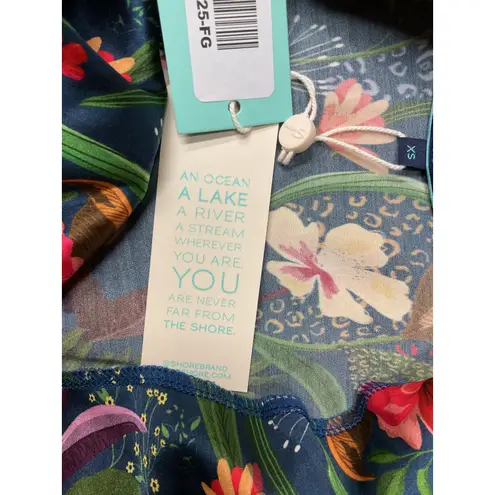 25-FG
XS
AN OCEAN
A LAKE
A RIVER
A STREAM
WHEREVER
YOU ARE,
YOU
ARE NEVER
FAR FROM
THE SHORE.
@SHOREBRAND